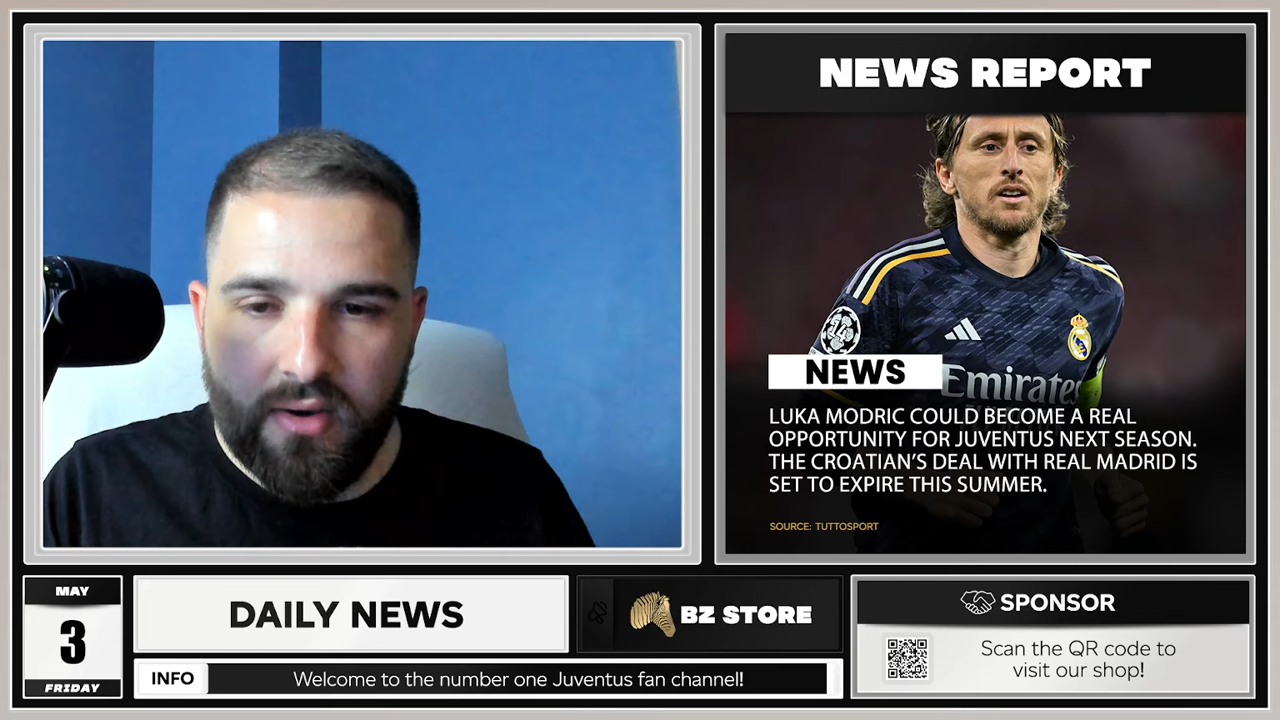 NEWS REPORT
Emirates
NEWS
LUKA MODRIC COULD BECOME A REAL
OPPORTUNITY FOR JUVENTUS NEXT SEASON.
THE CROATIAN'S DEAL WITH REAL MADRID IS
SET TO EXPIRE THIS SUMMER.
SOURCE: TUTTOSPORT
MAY
3
FRIDAY
DAILY NEWS
BZ STORE
INFO
Welcome to the number one Juventus fan channel!
SPONSOR
Scan the QR code to
visit our shop!